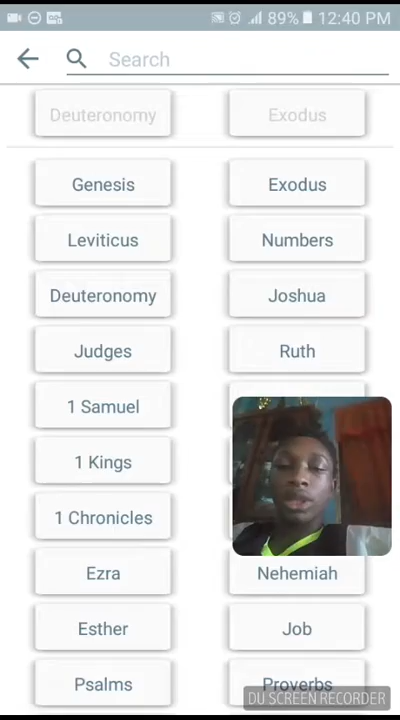 89% 12:40 PM
Search
Deuteronomy Exodus
Genesis Exodus
Leviticus Numbers
Deuteronomy Joshua
Judges Ruth
1 Samuel
1 Kings
1 Chronicles
Ezra Nehemiah
Esther Job
Psalms Proverbs
DU SCREEN RECORDER